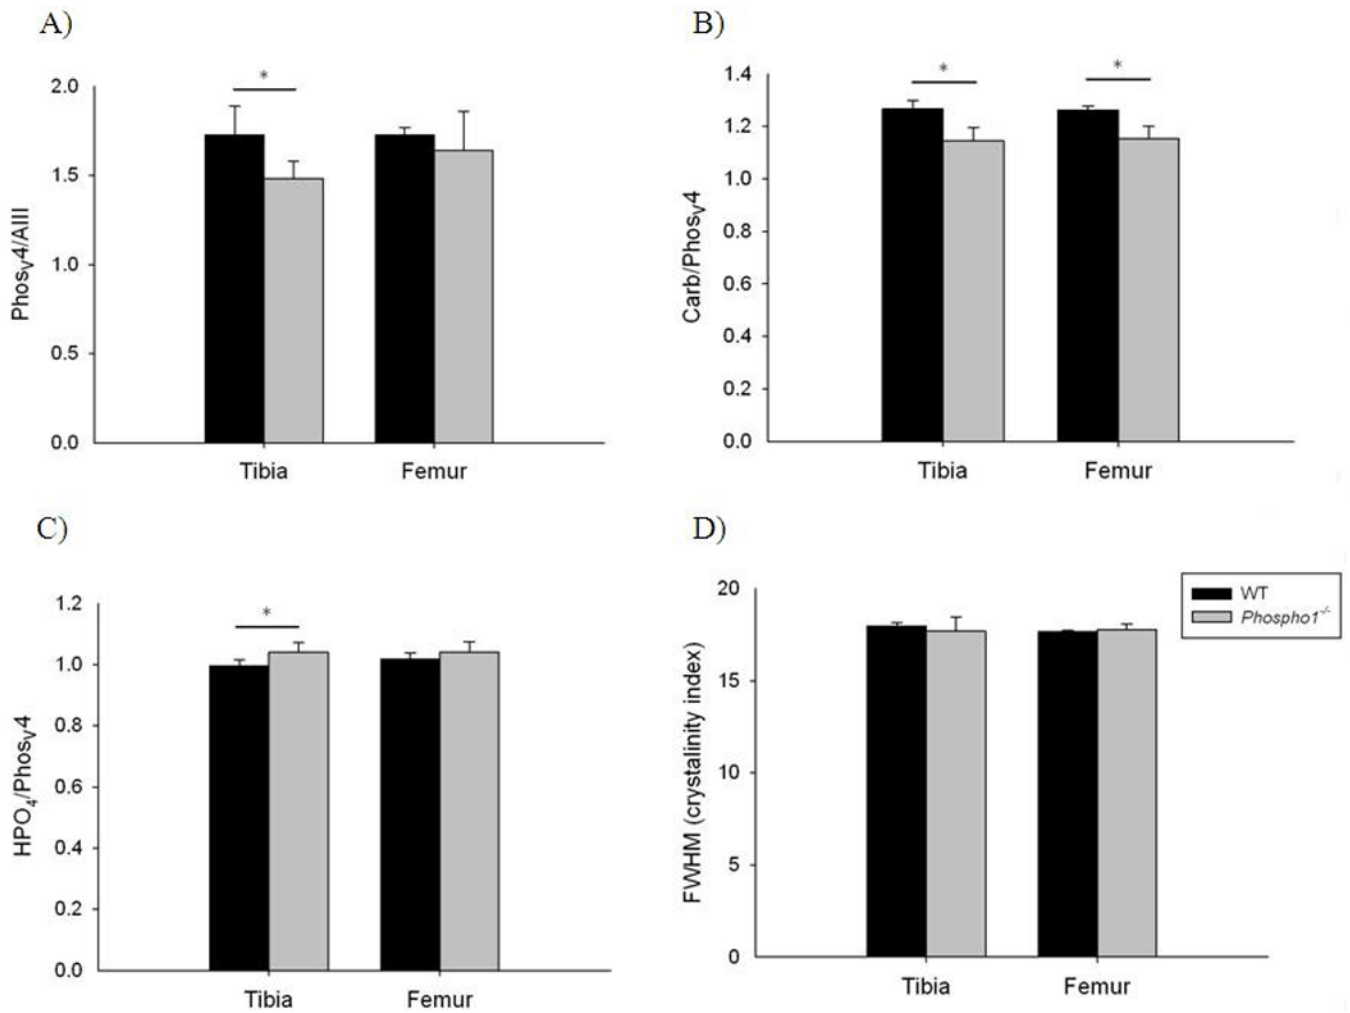 A)
*
2.0
1.5
1.0
0.5
0.0
Phosv4/AIII
Tibia
Femur
B)
*
*
1.4
1.2
1.0
0.8
0.6
0.4
0.2
0.0
Carb/Phosv4
Tibia
Femur
C)
*
1.2
1.0
0.8
0.6
0.4
0.2
0.0
HPO4/Phosv4
Tibia
Femur
D)
20
15
10
5
0
FWHM (crystalinity index)
Tibia
Femur
WT
Phospho1-/-